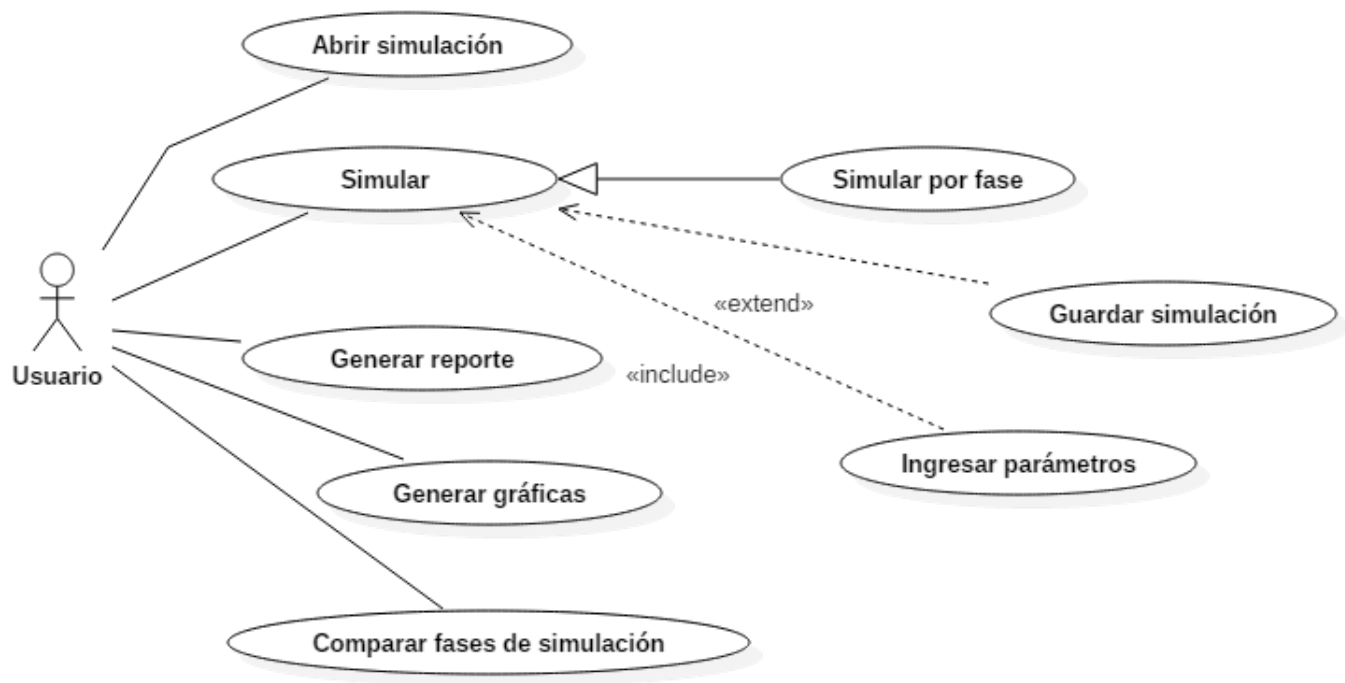 Abrir simulación
Simular
Simular por fase
«extend»
Guardar simulación
Generar reporte
Usuario
«include»
Ingresar parámetros
Generar gráficas
Comparar fases de simulación